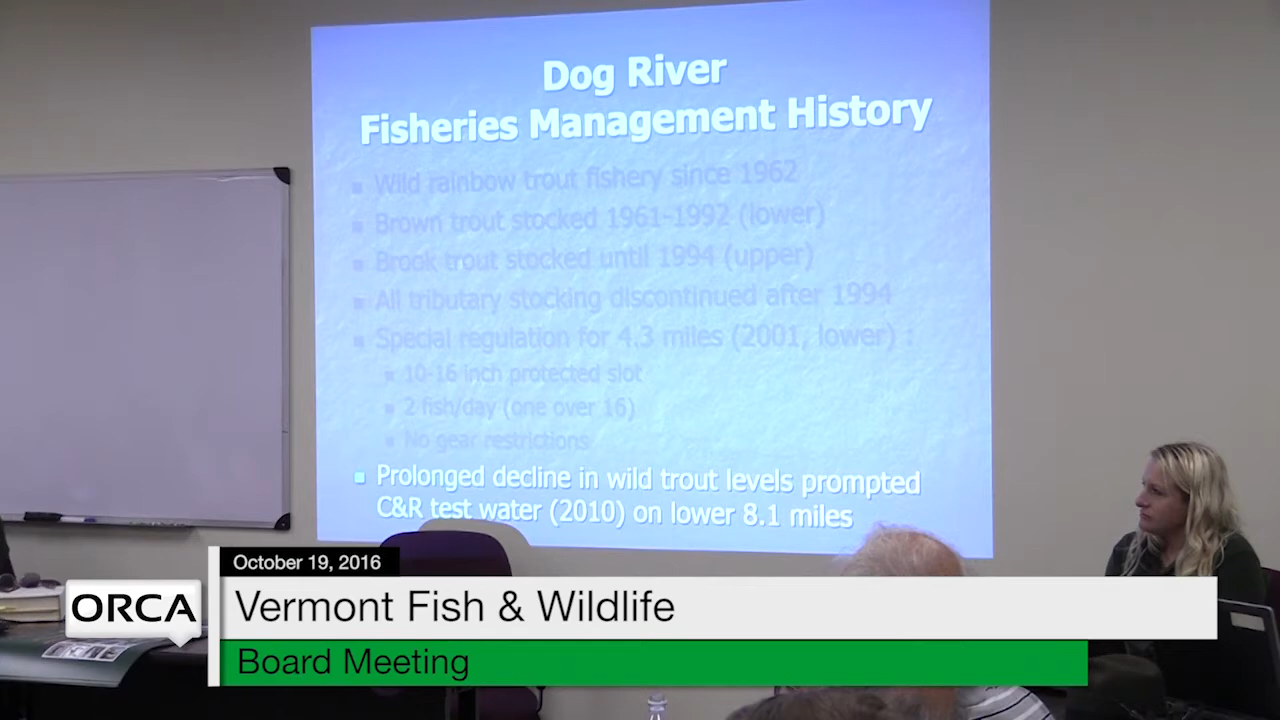 Dog River
Fisheries Management History
Wild rainbow trout fishery since 1962
Brown trout stocked 1961-1992 (lower)
Brook trout stocked until 1994 (upper)
All tributary stocking discontinued after 1994
Special regulation for 4.3 miles (2001, lower) :
10-16 inch protected slot
2 fish/day (one over 16)
No gear restrictions
Prolonged decline in wild trout levels prompted
C&R test water (2010) on lower 8.1 miles
October 19, 2016
ORCA
Vermont Fish & Wildlife
Board Meeting